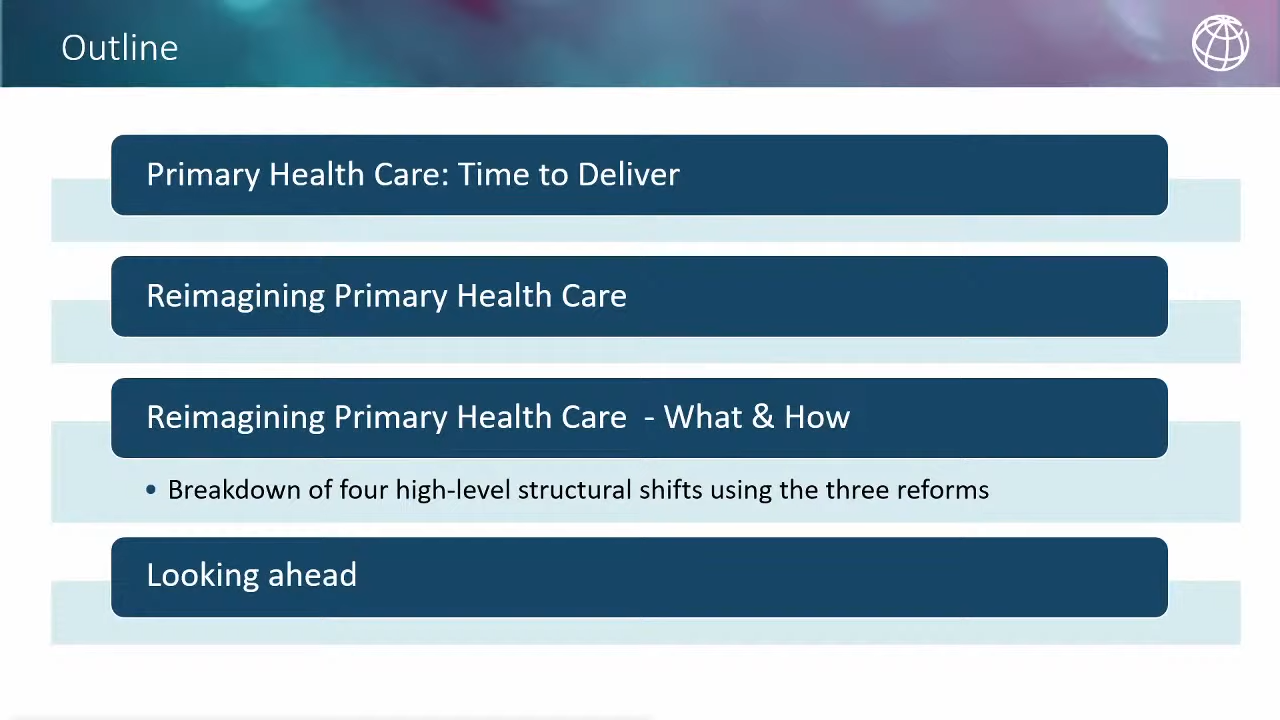 Outline
Primary Health Care: Time to Deliver
Reimagining Primary Health Care
Reimagining Primary Health Care  - What & How
• Breakdown of four high-level structural shifts using the three reforms
Looking ahead